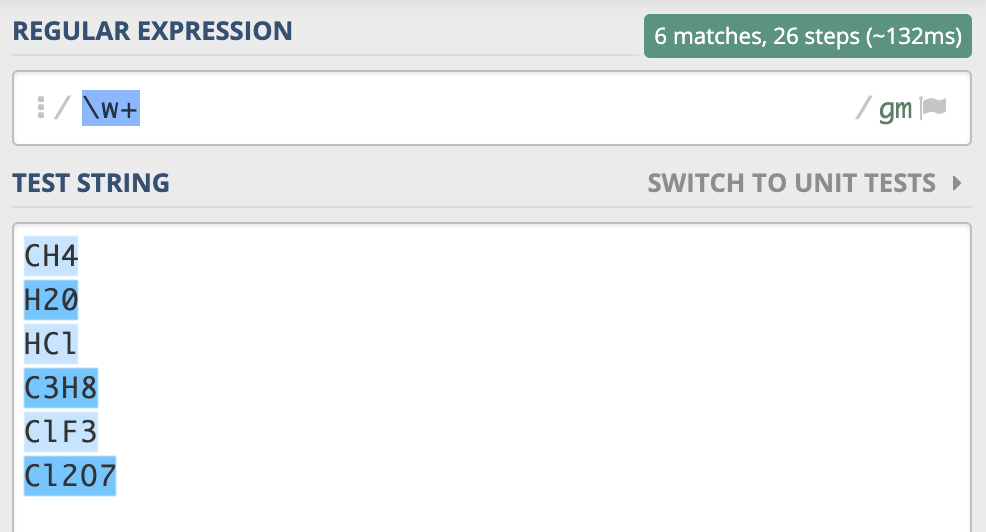 REGULAR EXPRESSION
6 matches, 26 steps (~132ms)
/ \w+ / gm
TEST STRING
SWITCH TO UNIT TESTS
CH4
H20
HCl
C3H8
ClF3
Cl2O7